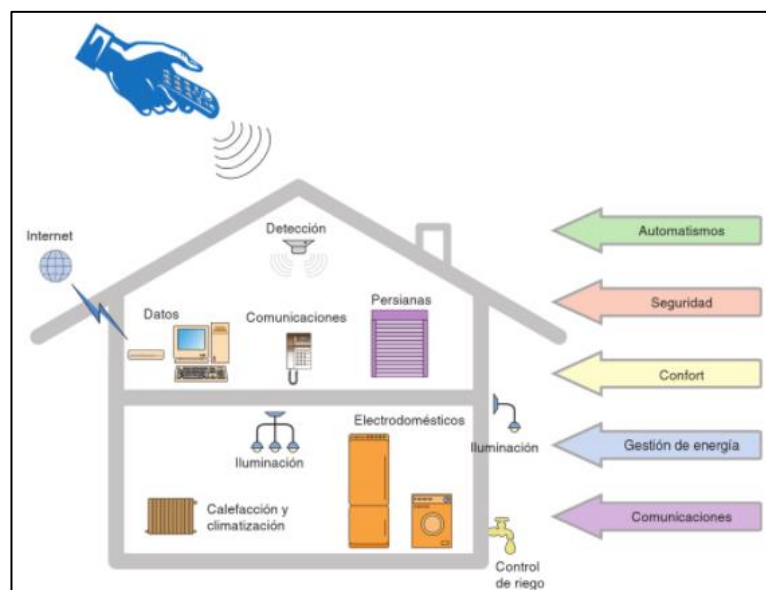 Internet
Detección
Datos
Comunicaciones
Persianas
Iluminación
Electrodomésticos
Iluminación
Calefacción y
climatización
Control
de riego
Automatismos
Seguridad
Confort
Gestión de energía
Comunicaciones